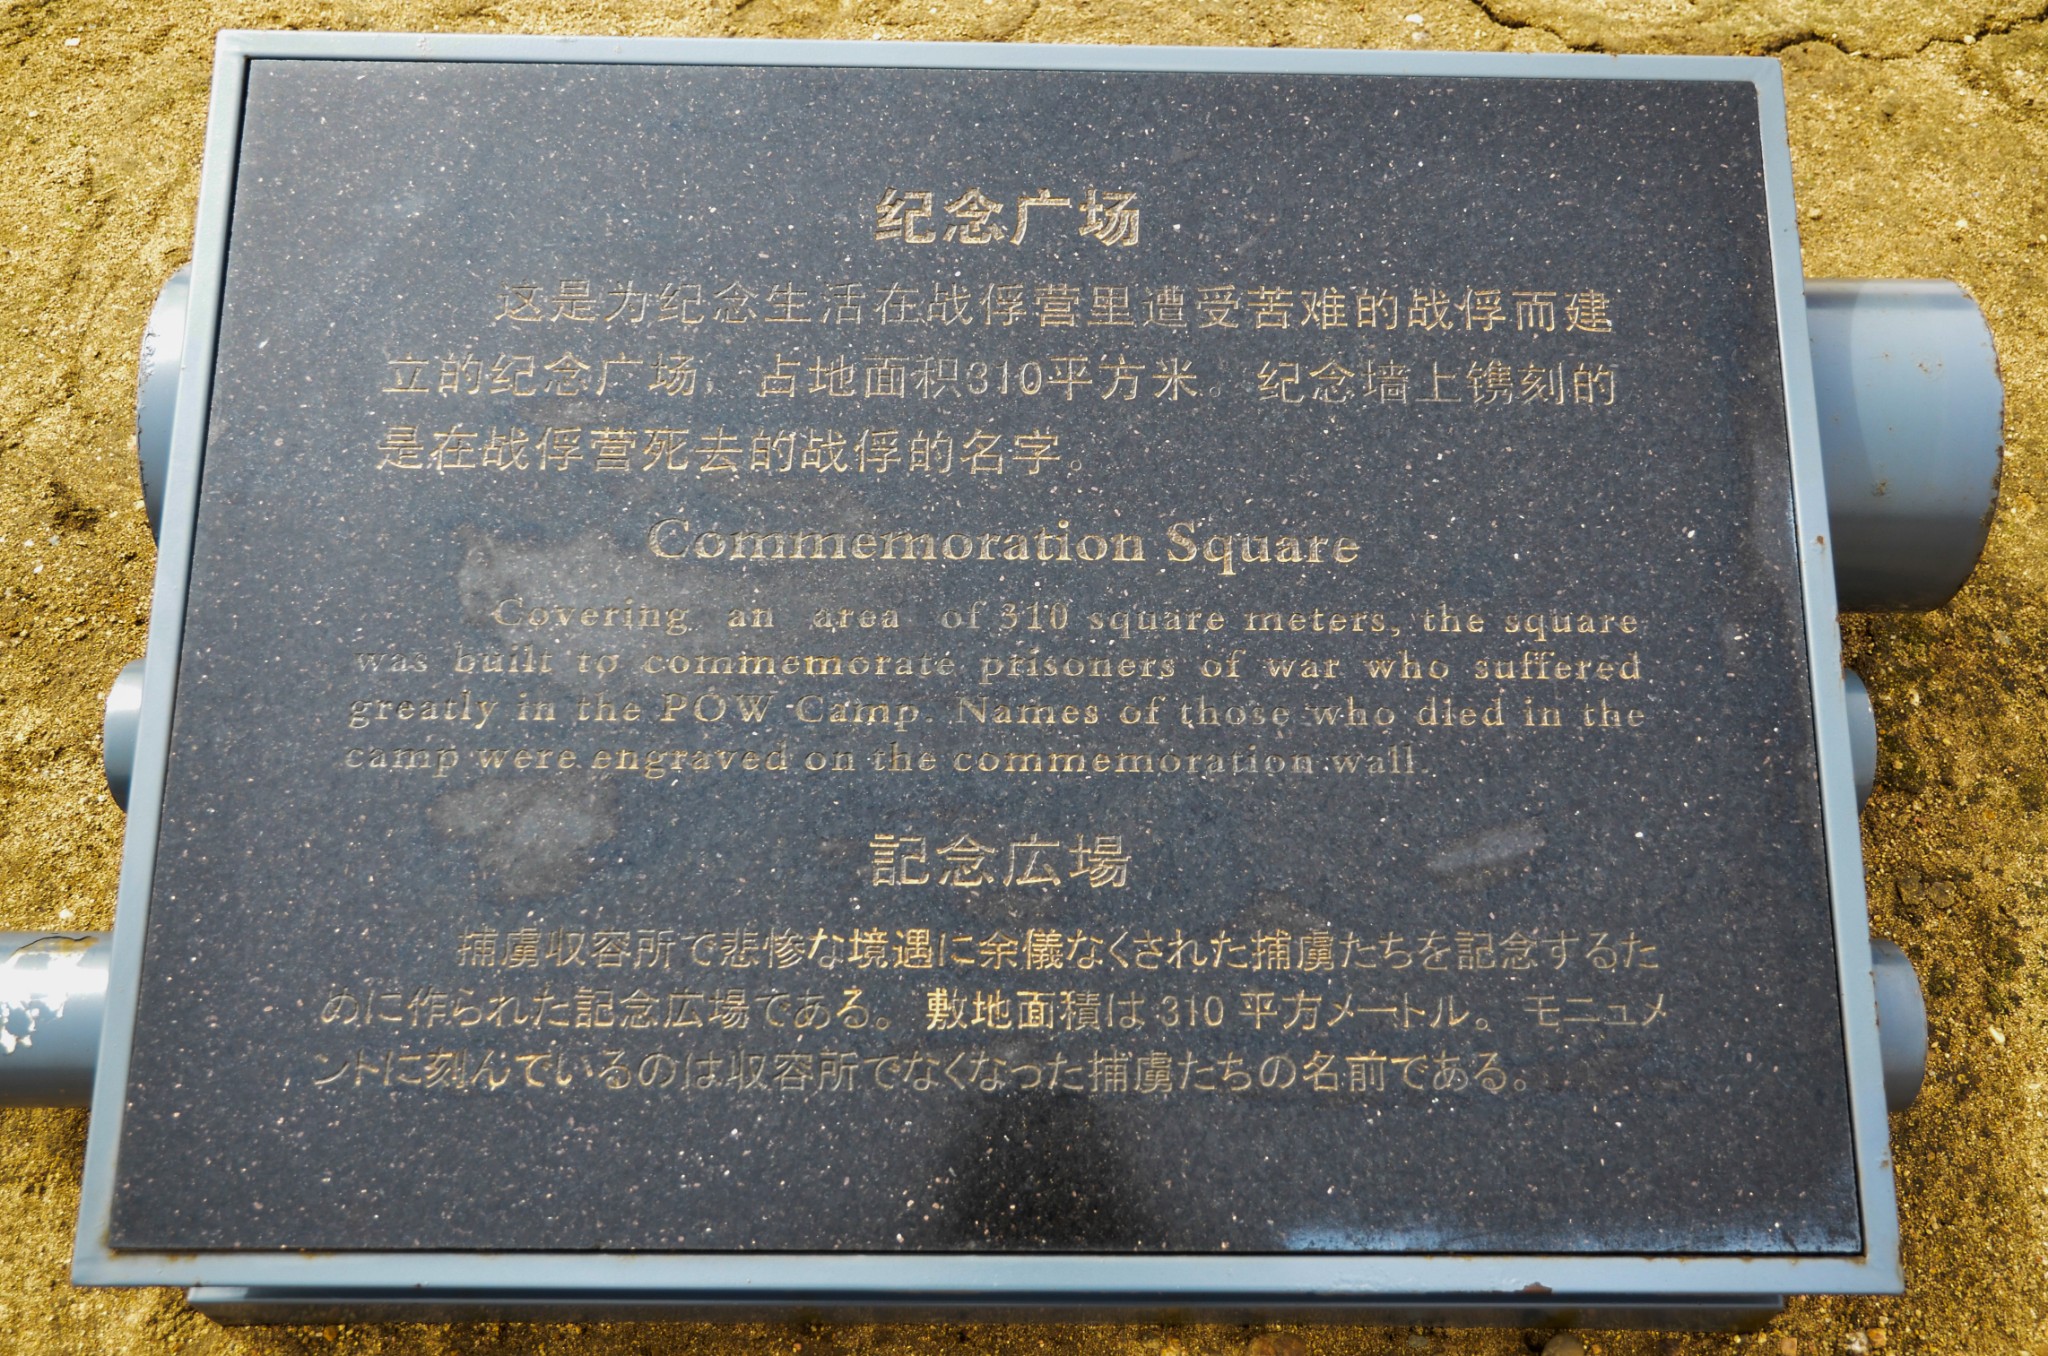 纪念广场
这是为纪念生活在战俘营里遭受苦难的战俘而建
立的纪念广场，占地面积310平方米。纪念墙上镌刻的
是在战俘营死去的战俘的名字。
Commemoration Square
Covering an area of 310 square meters, the square
was built to commemorate prisoners of war who suffered
greatly in the POW Camp. Names of those who died in the
camp were engraved on the commemoration wall.
記念広場
捕虜収容所で悲惨な境遇に余儀なくされた捕虜たちを記念するた
めに作られた記念広場である。敷地面積は 310 平方メートル。モニュメ
ントに刻んでいるのは収容所でなくなった捕虜たちの名前である。